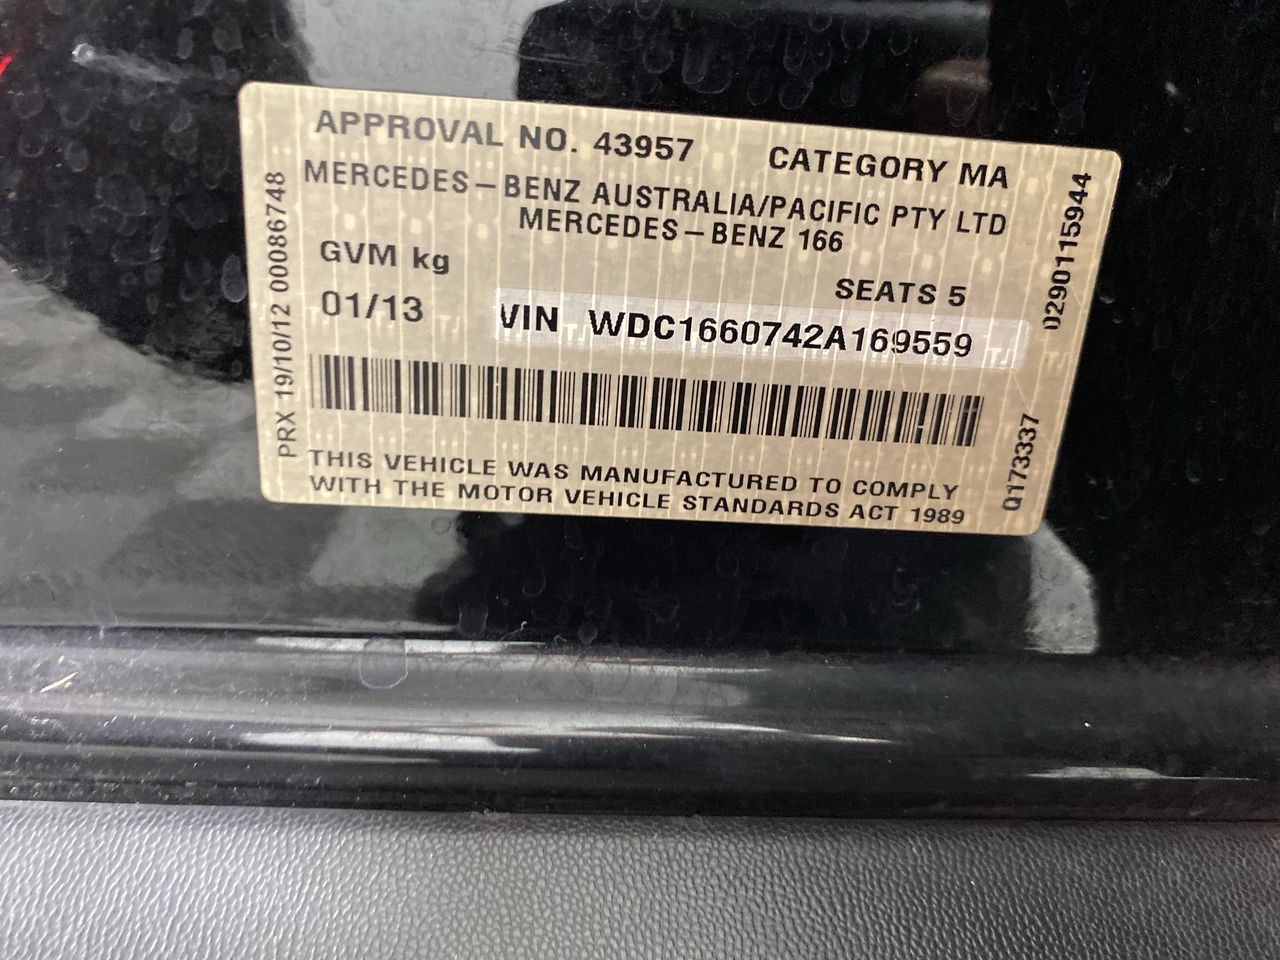 APPROVAL NO. 43957 CATEGORY MA
MERCEDES-BENZ AUSTRALIA/PACIFIC PTY LTD
MERCEDES-BENZ 166
GVM kg
SEATS 5
01/13
VIN WDC1660742A169559
THIS VEHICLE WAS MANUFACTURED TO COMPLY
WITH THE MOTOR VEHICLE STANDARDS ACT 1989
PRX 19/10/12 00086748
0290115944
Q173337